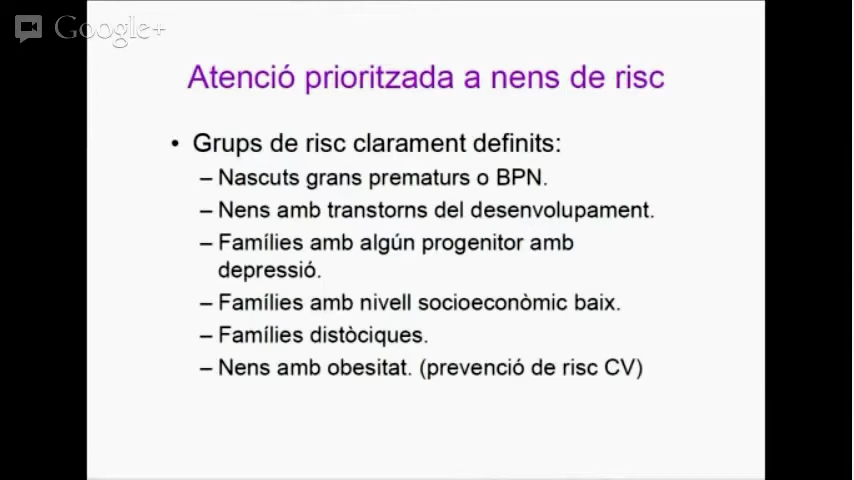 Google+
Atenció prioritzada a nens de risc
• Grups de risc clarament definits:
– Nascuts grans prematurs o BPN.
– Nens amb transtorns del desenvolupament.
– Famílies amb algún progenitor amb
depressió.
– Famílies amb nivell socioeconòmic baix.
– Famílies distòciques.
– Nens amb obesitat. (prevenció de risc CV)